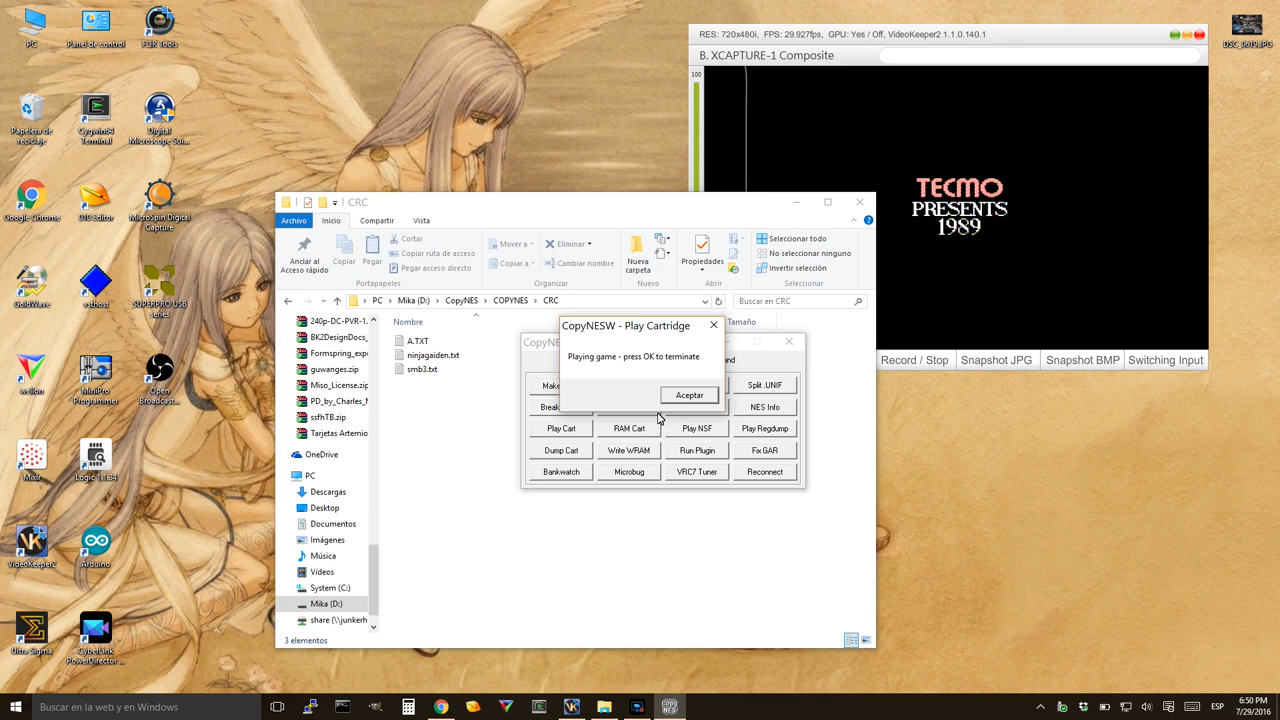 PC
Panel de control
FLIR Tools
Papelera de
reciclaje
Cygwin64
Terminal
Digital
Microscope Sui...
Google Chrome
010 Editor
MicroSpin Digital
Capture
GoldWave
vsthost
SUPERPRO USB
series
wellon
MiniPro
Programmer
Open
Broadcast...
Mixlr
Logic 1.1.34
VideoKeeper2
Arduino
Ultra Sigma
CyberLink
PowerDirector ...
RES: 720x480i, FPS: 29.927fps, GPU: Yes / Off, VideoKeeper2 1.1.0.140.1
B. XCAPTURE-1 Composite
100
TECMO
PRESENTS
1989
Record / Stop
Snapshot JPG
Snapshot BMP
Switching Input
DSC_0619.JPG
CRC
Archivo
Inicio
Compartir
Vista
Anclar al
Acceso rápido
Copiar
Pegar
Cortar
Copiar ruta de acceso
Pegar acceso directo
Portapapeles
Mover a
Copiar a
Eliminar
Cambiar nombre
Organizar
Nueva
carpeta
Nuevo
Propiedades
Abrir
Seleccionar todo
No seleccionar ninguno
Invertir selección
Seleccionar
PC > Mika (D:) > CopyNES > COPYNES > CRC
Buscar en CRC
240p-DC-PVR-1.
BK2DesignDocs_
Formspring_expo
guwanges.zip
Miso_License.zip
PD_by_Charles_M
ssfhTB.zip
Tarjetas Artemio
OneDrive
PC
Descargas
Desktop
Documentos
Imágenes
Música
Vídeos
System (C:)
Mika (D:)
share (\\junkerh
Nombre
Tamaño
A.TXT
ninjagaiden.txt
smb3.txt
3 elementos
CopyNE
and
Make
Split .UNIF
Break
NES Info
Play Cart
RAM Cart
Play NSF
Play Regdump
Dump Cart
Write WRAM
Run Plugin
Fix GAR
Bankwatch
Microbug
VRC7 Tuner
Reconnect
CopyNESW - Play Cartridge
Playing game - press OK to terminate
Aceptar
Buscar en la web y en Windows
Copy
NES
ESP
6:50 PM
7/29/2016